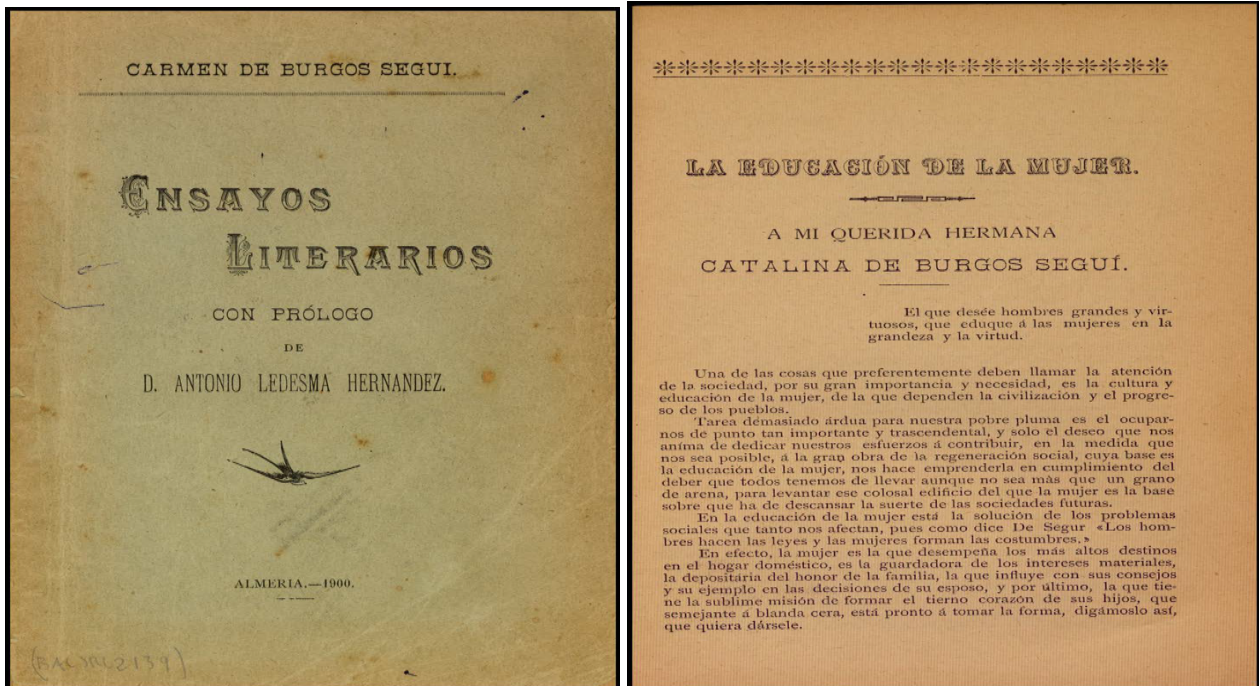 CARMEN DE BURGOS SEGUI.
ENSAYOS
LITERARIOS
CON PRÓLOGO
DE
D. ANTONIO LEDESMA HERNANDEZ.
ALMERIA.—1900.
LA EDUCACIÓN DE LA MUJER.
A MI QUERIDA HERMANA
CATALINA DE BURGOS SEGUÍ.
El que desée hombres grandes y vir-
tuosos, que eduque á las mujeres en la
grandeza y la virtud.
Una de las cosas que preferentemente deben llamar la atención
de la sociedad, por su gran importancia y necesidad, es la cultura y
educación de la mujer, de la que dependen la civilización y el progre-
so de los pueblos.
Tarea demasiado árdua para nuestra pobre pluma es el ocupar-
nos de punto tan importante y trascendental, y solo el deseo que nos
aníma de dedicar nuestros esfuerzos á contribuir, en la medida que
nos sea posible, á la gran obra de la regeneración social, cuya base es
la educación de la mujer, nos hace emprenderla en cumplimiento del
deber que todos tenemos de llevar aunque no sea más que un grano
de arena, para levantar ese colosal edificio del que la mujer es la base
sobre que ha de descansar la suerte de las sociedades futuras.
En la educación de la mujer está la solución de los problemas
sociales que tanto nos afectan, pues como dice De Segur «Los hom-
bres hacen las leyes y las mujeres forman las costumbres.»
En efecto, la mujer es la que desempeña los más altos destinos
en el hogar doméstico, es la guardadora de los intereses materiales,
la depositária del honor de la familia, la que influye con sus consejos
y su ejemplo en las decisiones de su esposo, y por último, la que tie-
ne la sublime misión de formar el tierno corazón de sus hijos, que
semejante á blanda cera, está pronto á tomar la forma, digámoslo así,
que quiera dársele.